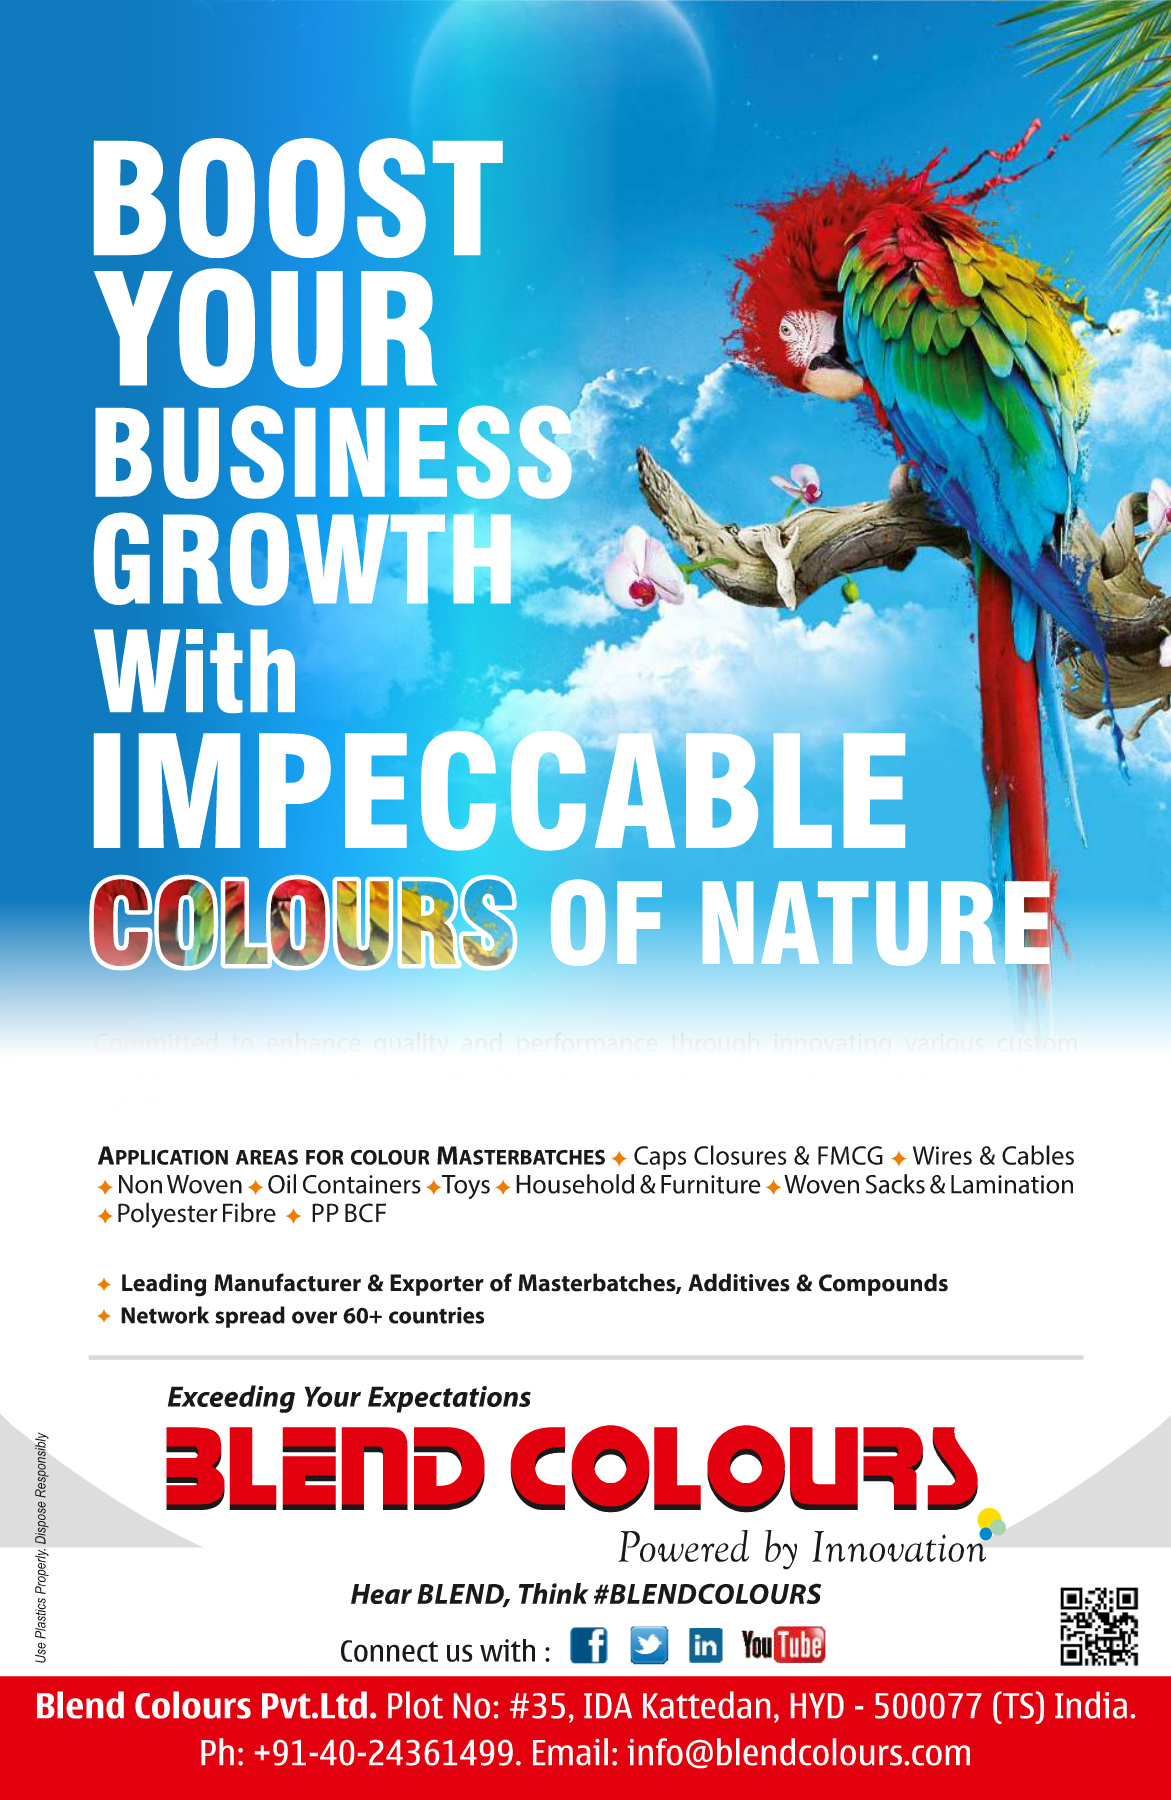 BOOST
YOUR
BUSINESS
GROWTH
With
IMPECCABLE
COLOURS OF NATURE
Committed to enhance quality and performance through innovating various custom
APPLICATION AREAS FOR COLOUR MASTERBATCHES ✦ Caps Closures & FMCG ✦ Wires & Cables
✦ Non Woven ✦ Oil Containers ✦ Toys ✦ Household & Furniture ✦ Woven Sacks & Lamination
✦ Polyester Fibre ✦ PP BCF
✦ Leading Manufacturer & Exporter of Masterbatches, Additives & Compounds
✦ Network spread over 60+ countries
Exceeding Your Expectations
BLEND COLOURS
Powered by Innovation
Hear BLEND, Think #BLENDCOLOURS
Connect us with : f in YouTube
Use Plastics Properly. Dispose Responsibly
Blend Colours Pvt.Ltd. Plot No: #35, IDA Kattedan, HYD - 500077 (TS) India.
Ph: +91-40-24361499. Email: info@blendcolours.com